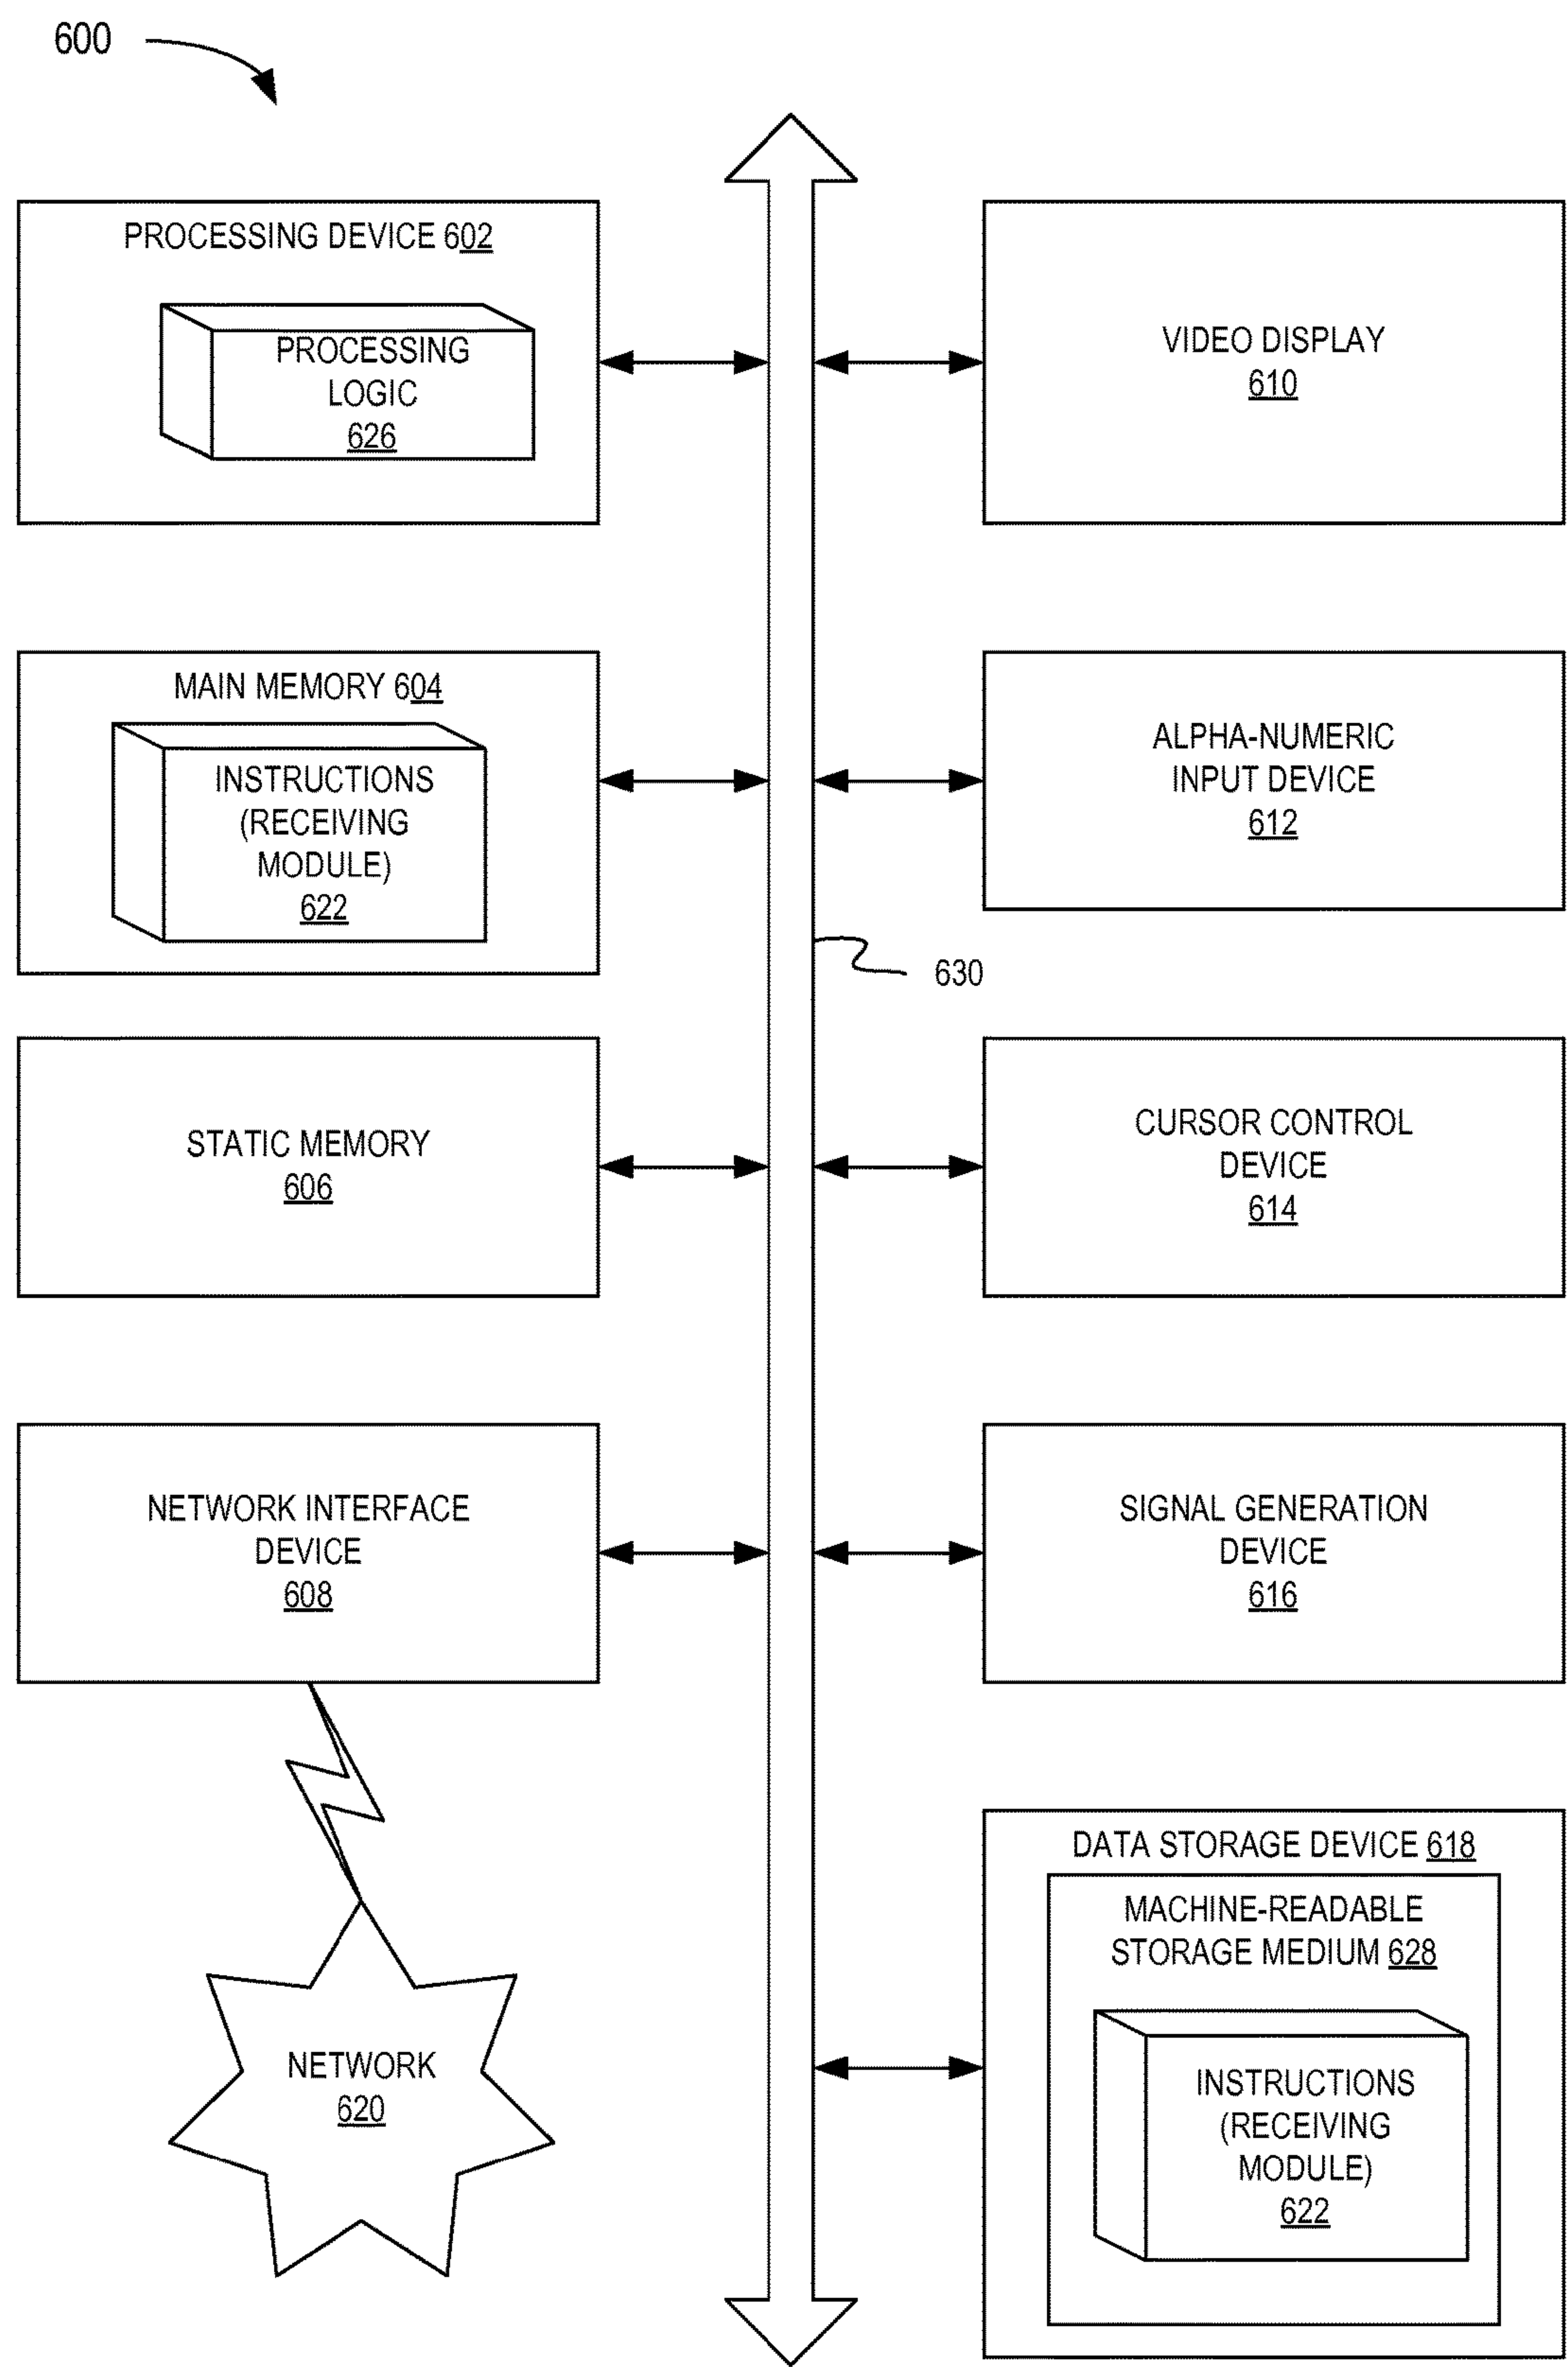 600
PROCESSING DEVICE 602
PROCESSING
LOGIC
626
VIDEO DISPLAY
610
MAIN MEMORY 604
INSTRUCTIONS
(RECEIVING
MODULE)
622
ALPHA-NUMERIC
INPUT DEVICE
612
630
STATIC MEMORY
606
CURSOR CONTROL
DEVICE
614
NETWORK INTERFACE
DEVICE
608
SIGNAL GENERATION
DEVICE
616
NETWORK
620
DATA STORAGE DEVICE 618
MACHINE-READABLE
STORAGE MEDIUM 628
INSTRUCTIONS
(RECEIVING
MODULE)
622